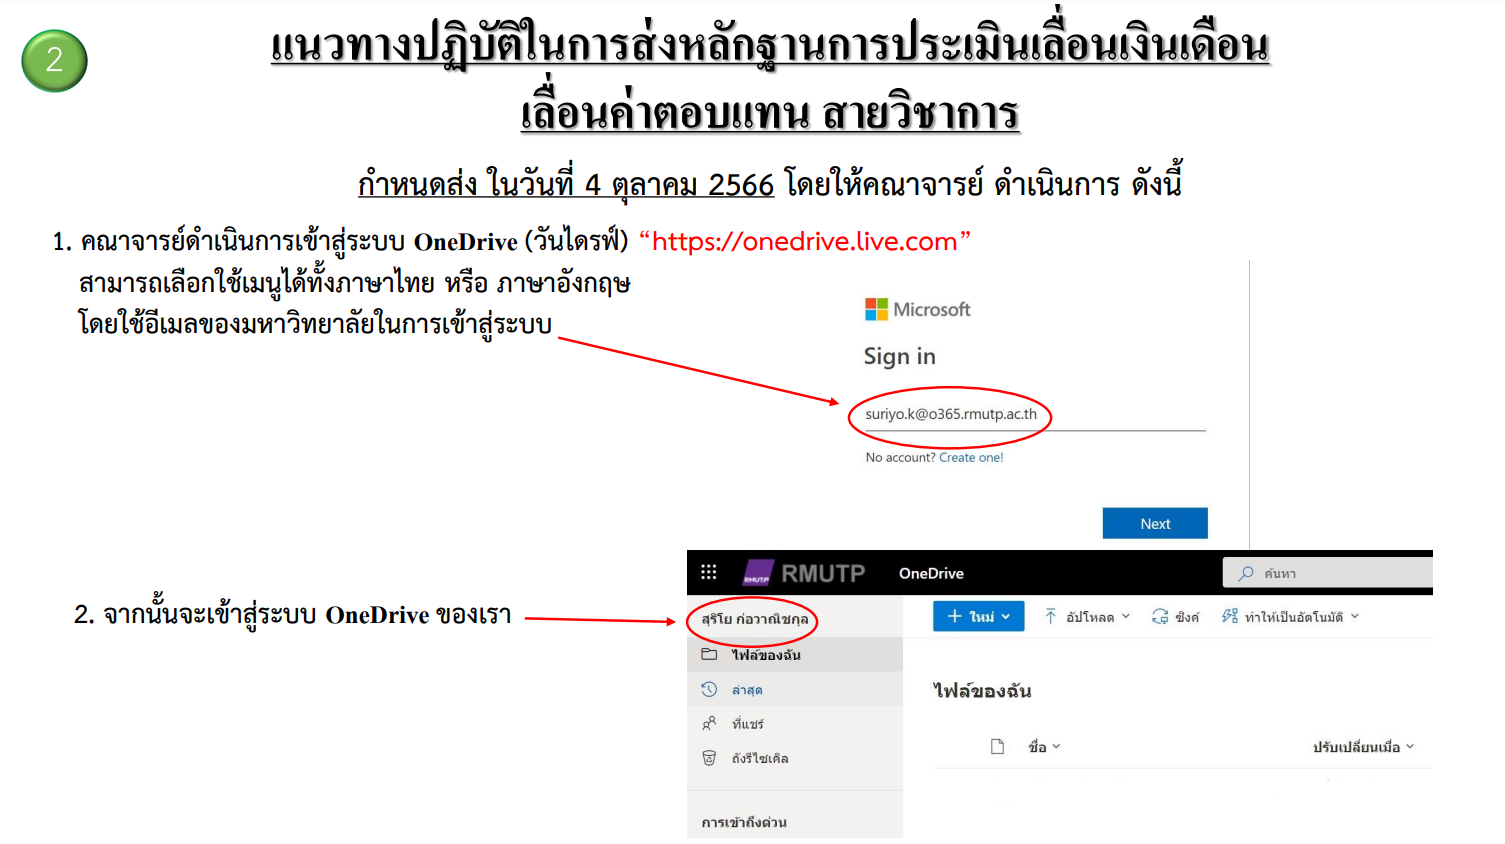 2
แนวทางปฏิบัติในการส่งหลักฐานการประเมินเลื่อนเงินเดือน
เลื่อนค่าตอบแทน สายวิชาการ
กำหนดส่ง ในวันที่ 4 ตุลาคม 2566 โดยให้คณาจารย์ ดำเนินการ ดังนี้
1. คณาจารย์ดำเนินการเข้าสู่ระบบ OneDrive (วันไดรฟ์) “https://onedrive.live.com”
สามารถเลือกใช้เมนูได้ทั้งภาษาไทย หรือ ภาษาอังกฤษ
โดยใช้อีเมลของมหาวิทยาลัยในการเข้าสู่ระบบ
Microsoft
Sign in
suriyo.k@o365.rmutp.ac.th
No account? Create one!
Next
2. จากนั้นจะเข้าสู่ระบบ OneDrive ของเรา
RMUTP RMUTP OneDrive ค้นหา
สุริโย ก่อวาณิชกุล
ใหม่ อัปโหลด ซิงค์ ทำให้เป็นอัตโนมัติ
ไฟล์ของฉัน
ล่าสุด
ที่แชร์
ถังรีไซเคิล
การเข้าถึงด่วน
ไฟล์ของฉัน
ชื่อ ปรับเปลี่ยนเมื่อ